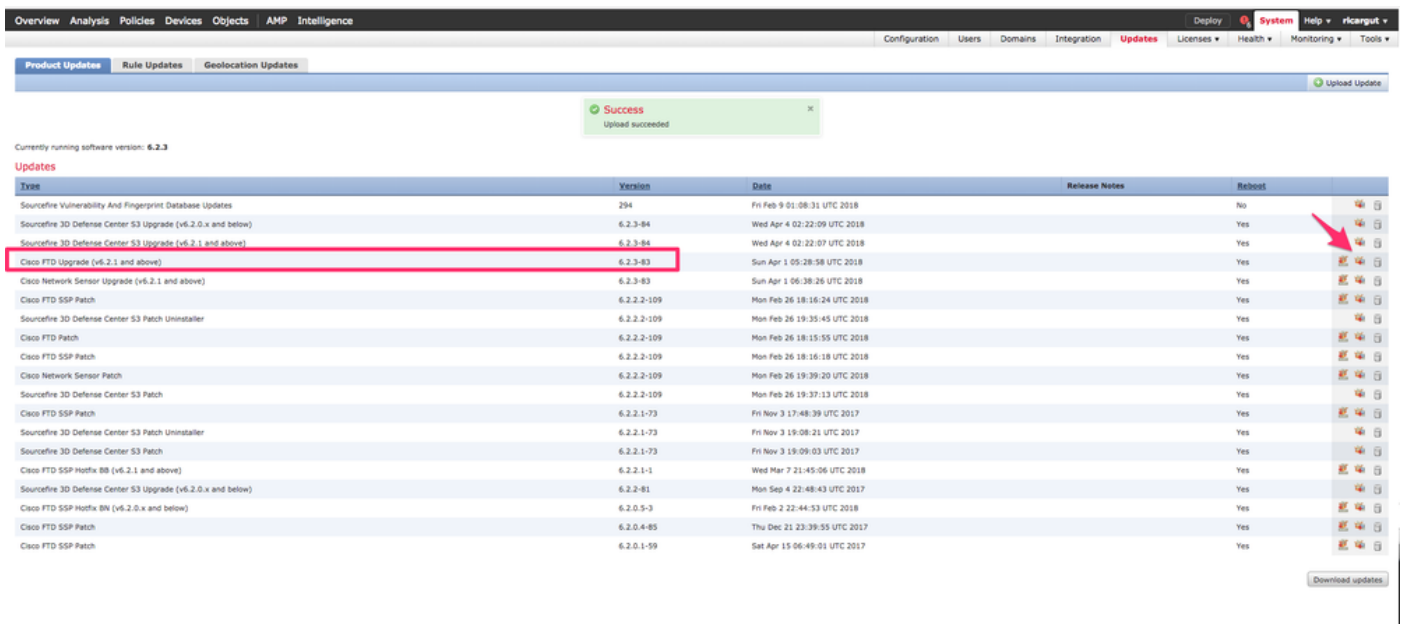 Overview Analysis Policies Devices Objects AMP Intelligence Deploy System Help ricargut
Configuration Users Domains Integration Updates Licenses Health Monitoring Tools
Product Updates Rule Updates Geolocation Updates
Upload Update
Success
Upload succeeded
Currently running software version: 6.2.3
Updates
Type Version Date Release Notes Reboot
Sourcefire Vulnerability And Fingerprint Database Updates 294 Fri Feb 9 01:08:31 UTC 2018 No
Sourcefire 3D Defense Center S3 Upgrade (v6.2.0.x and below) 6.2.3-84 Wed Apr 4 02:22:09 UTC 2018 Yes
Sourcefire 3D Defense Center S3 Upgrade (v6.2.1 and above) 6.2.3-84 Wed Apr 4 02:22:07 UTC 2018 Yes
Cisco FTD Upgrade (v6.2.1 and above) 6.2.3-83 Sun Apr 1 05:28:58 UTC 2018 Yes
Cisco Network Sensor Upgrade (v6.2.1 and above) 6.2.3-83 Sun Apr 1 06:38:26 UTC 2018 Yes
Cisco FTD SSP Patch 6.2.2.2-109 Mon Feb 26 18:16:24 UTC 2018 Yes
Sourcefire 3D Defense Center S3 Patch Uninstaller 6.2.2.2-109 Mon Feb 26 19:35:45 UTC 2018 Yes
Cisco FTD Patch 6.2.2.2-109 Mon Feb 26 18:15:55 UTC 2018 Yes
Cisco FTD SSP Patch 6.2.2.2-109 Mon Feb 26 18:16:18 UTC 2018 Yes
Cisco Network Sensor Patch 6.2.2.2-109 Mon Feb 26 19:39:20 UTC 2018 Yes
Sourcefire 3D Defense Center S3 Patch 6.2.2.2-109 Mon Feb 26 19:37:13 UTC 2018 Yes
Cisco FTD SSP Patch 6.2.2.1-73 Fri Nov 3 17:48:39 UTC 2017 Yes
Sourcefire 3D Defense Center S3 Patch Uninstaller 6.2.2.1-73 Fri Nov 3 19:08:21 UTC 2017 Yes
Sourcefire 3D Defense Center S3 Patch 6.2.2.1-73 Fri Nov 3 19:09:03 UTC 2017 Yes
Cisco FTD SSP Hotfix BB (v6.2.1 and above) 6.2.2.1-1 Wed Mar 7 21:45:06 UTC 2018 Yes
Sourcefire 3D Defense Center S3 Upgrade (v6.2.0.x and below) 6.2.2-81 Mon Sep 4 22:48:43 UTC 2017 Yes
Cisco FTD SSP Hotfix BN (v6.2.0.x and below) 6.2.0.5-3 Fri Feb 2 22:44:53 UTC 2018 Yes
Cisco FTD SSP Patch 6.2.0.4-85 Thu Dec 21 23:39:55 UTC 2017 Yes
Cisco FTD SSP Patch 6.2.0.1-59 Sat Apr 15 06:49:01 UTC 2017 Yes
Download updates